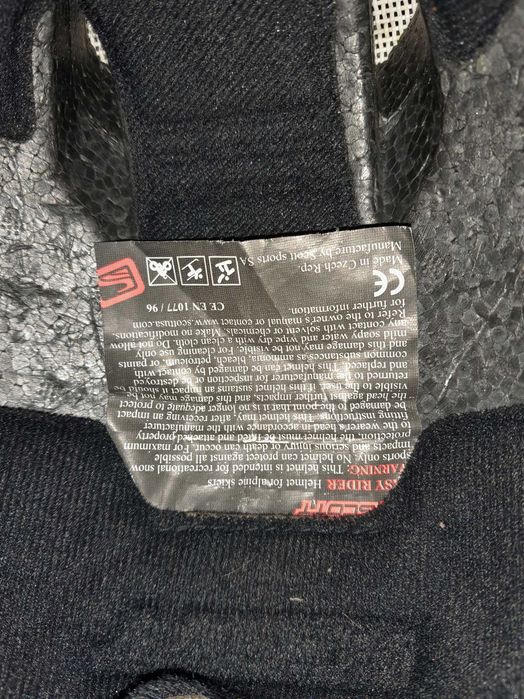 SCOTT
ASY RIDER Helmet for alpin skiers
WARNING: This helmet is intended for recreational snow
sports only. No helmet can protect against all possible
impacts and serious injury or death can occur. For maximum
protection, the helmet must be fitted and attached properly
to the wearer's head in accordance with the manufacturer
fitting instructions. This helmet may, after receiving an impact
be damaged to the point that is is no longer adequate to protect
the head against further impacts, and this damage may not be
visible to the user. If this helmet sustains an impact it should be
returned to the manufacturer for inspection or be destroyed
and replaced. This helmet can be damaged by contact with
common substances(as ammonia, bleach, petroleum, or paints,
and this damage may not be visible. For cleaning use only
mild soapy water and wipe dry with a clean cloth. Do not allow
any contact with solvent or chemicals. Make no modifications.
Refer to the owner's manual or contact www.scottusa.com
for further information.
CE
CE EN 1077 / 96
Made in Czech Rep.
Manufacture by Scott sports SA